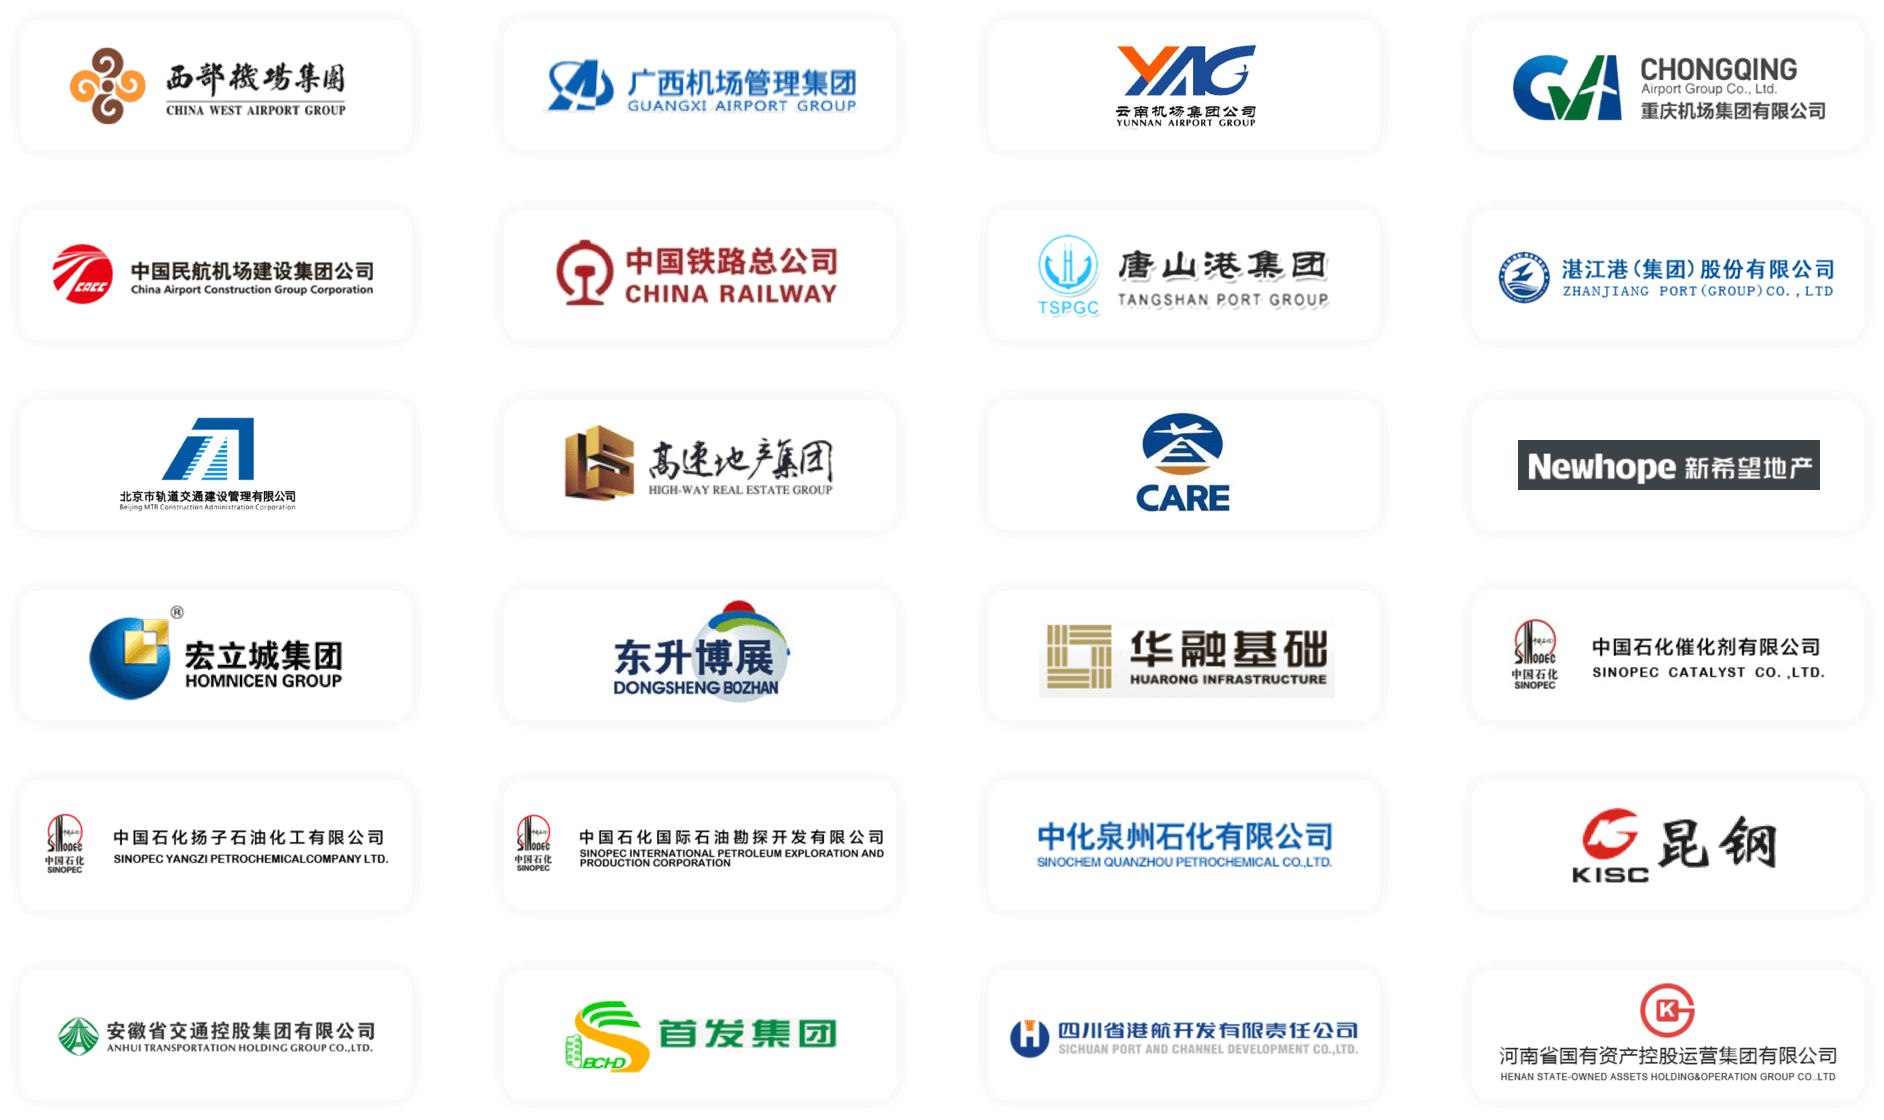 西部機場集團
CHINA WEST AIRPORT GROUP
广西机场管理集团
GUANGXI AIRPORT GROUP
YAG
云南机场集团公司
YUNNAN AIRPORT GROUP
CHONGQING
Airport Group Co., Ltd.
重庆机场集团有限公司
CACC
中国民航机场建设集团公司
China Airport Construction Group Corporation
中国铁路总公司
CHINA RAILWAY
TSPGC
唐山港集团
TANGSHAN PORT GROUP
湛江港(集团)股份有限公司
ZHANJIANG PORT(GROUP)CO.,LTD
北京市轨道交通建设管理有限公司
Beijing MTR Construction Administration Corporation
高速地产集团
HIGH-WAY REAL ESTATE GROUP
CARE
Newhope 新希望地产
®
宏立城集团
HOMNICEN GROUP
东升博展
DONGSHENG BOZHAN
华融基础
HUARONG INFRASTRUCTURE
SINOPEC
中国石化
SINOPEC
中国石化催化剂有限公司
SINOPEC CATALYST CO.,LTD.
SINOPEC
中国石化
SINOPEC
中国石化扬子石油化工有限公司
SINOPEC YANGZI PETROCHEMICALCOMPANY LTD.
SINOPEC
中国石化
SINOPEC
中国石化国际石油勘探开发有限公司
SINOPEC INTERNATIONAL PETROLEUM EXPLORATION AND
PRODUCTION CORPORATION
中化泉州石化有限公司
SINOCHEM QUANZHOU PETROCHEMICAL CO.,LTD.
KISC
昆钢
安徽省交通控股集团有限公司
ANHUI TRANSPORTATION HOLDING GROUP CO.,LTD.
BCHD
首发集团
四川省港航开发有限责任公司
SICHUAN PORT AND CHANNEL DEVELOPMENT CO.,LTD.
K
河南省国有资产控股运营集团有限公司
HENAN STATE-OWNED ASSETS HOLDING&OPERATION GROUP CO..LTD